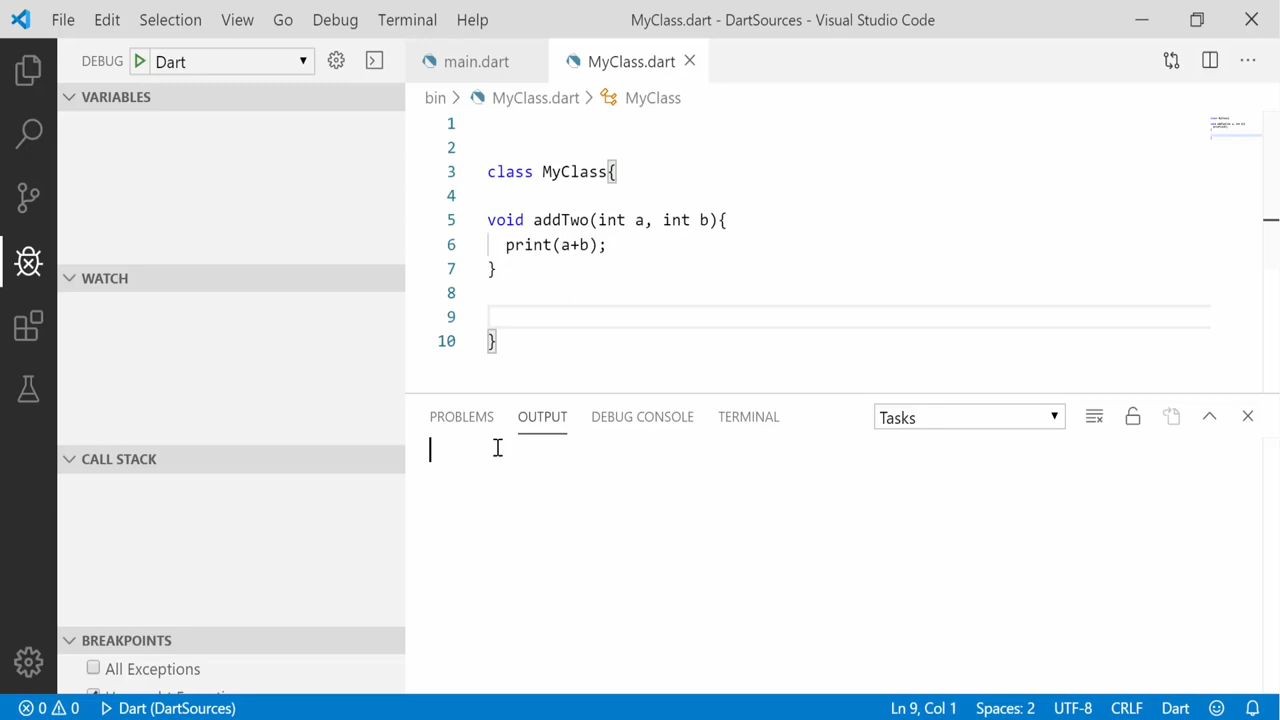 File Edit Selection View Go Debug Terminal Help MyClass.dart - DartSources - Visual Studio Code
DEBUG Dart
main.dart MyClass.dart
VARIABLES
WATCH
CALL STACK
BREAKPOINTS
All Exceptions
bin MyClass.dart MyClass
1
2
3 class MyClass{
4
5 void addTwo(int a, int b){
6 print(a+b);
7 }
8
9
10 }
PROBLEMS OUTPUT DEBUG CONSOLE TERMINAL Tasks
0 0 Dart (DartSources) Ln 9, Col 1 Spaces: 2 UTF-8 CRLF Dart